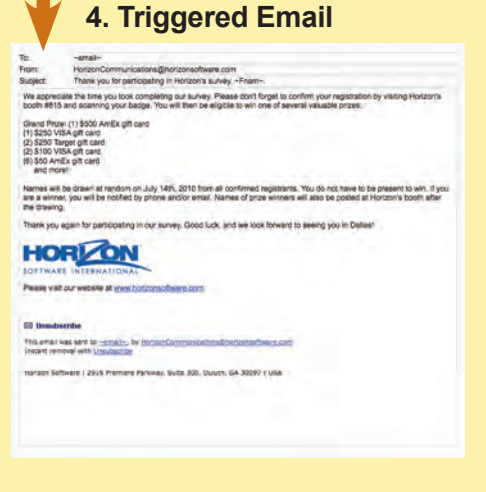 4. Triggered Email
To: ~email~
From: HorizonCommunications@horizonsoftware.com
Subject: Thank you for participating in Horizon's survey, ~Fnam~.
We appreciate the time you took completing our survey. Please don't forget to confirm your registration by visiting Horizon's
booth #815 and scanning your badge. You will then be eligible to win one of several valuable prizes.
Grand Prize: (1) $500 AmEx gift card
(1) $250 VISA gift card
(2) $250 Target gift card
(2) $100 VISA gift card
(6) $50 AmEx gift card
and more!
Names will be drawn at random on July 14th, 2010 from all confirmed registrants. You do not have to be present to win. If you
are a winner, you will be notified by phone and/or email. Names of prize winners will also be posted at Horizon's booth after
the drawing.
Thank you again for participating in our survey. Good luck, and we look forward to seeing you in Dallas!
HORIZON
SOFTWARE INTERNATIONAL
Please visit our website at www.horizonsoftware.com
Unsubscribe
This email was sent to ~email~, by HorizonCommunications@horizonsoftware.com
Instant removal with Unsubscribe
Horizon Software | 2915 Premiere Parkway, Suite 300, Duluth, GA 30097 | USA